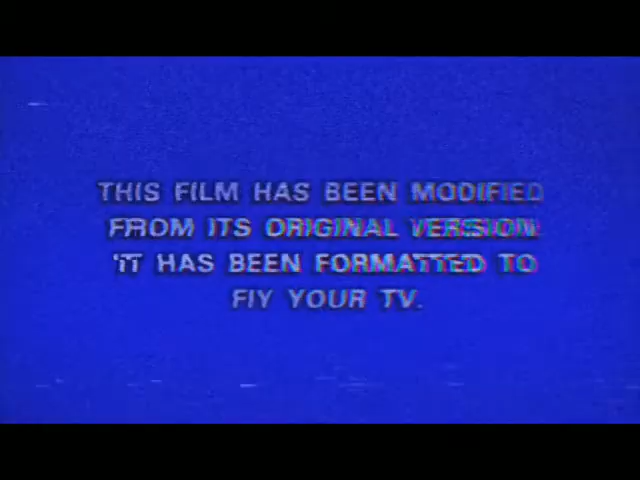 THIS FILM HAS BEEN MODIFIED
FROM ITS ORIGINAL VERSION
IT HAS BEEN FORMATTED TO
FIY YOUR TV.